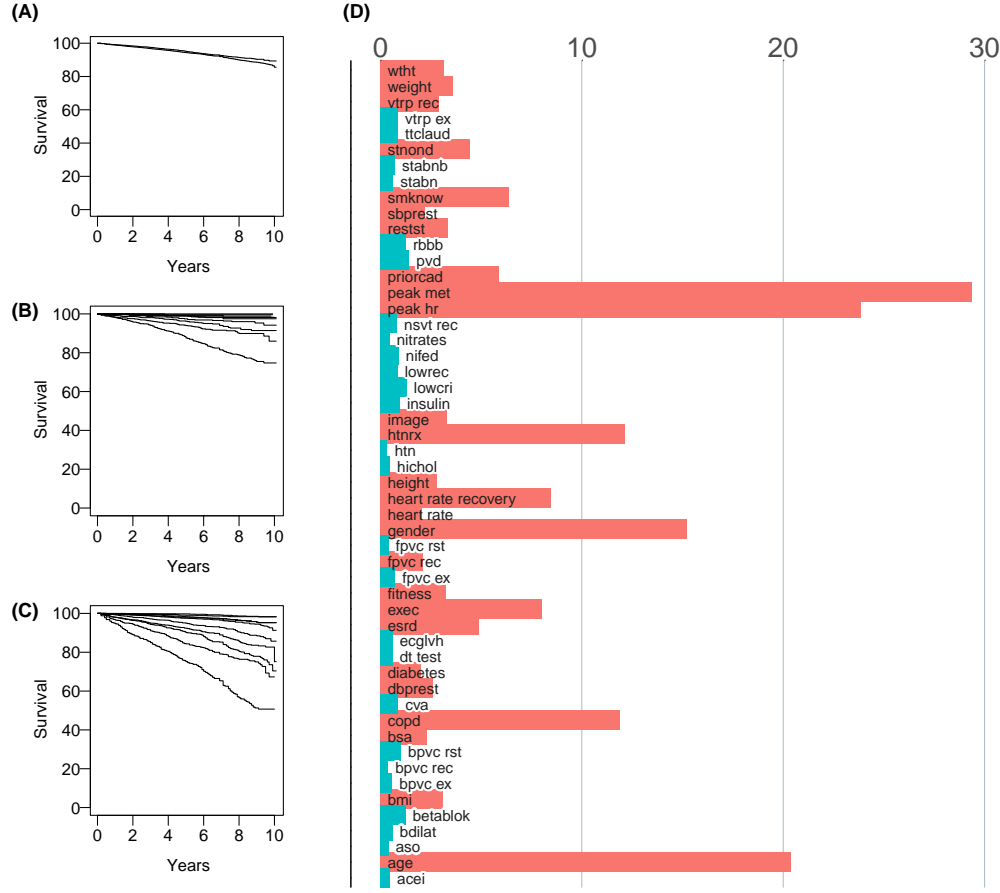 (A)
100
80
60
40
20
0
Survival
0 2 4 6 8 10
Years
(B)
100
80
60
40
20
0
Survival
0 2 4 6 8 10
Years
(C)
100
80
60
40
20
0
Survival
0 2 4 6 8 10
Years
(D)
0 10 20 30
wtht
weight
vtrp rec
vtrp ex
ttclaud
stnond
stabnb
stabn
smknow
sbprest
restst
rbbb
pvd
priorcad
peak met
peak hr
nsvt rec
nitrates
nifed
lowrec
lowcri
insulin
image
htnrx
htn
hichol
height
heart rate recovery
heart rate
gender
fpvc rst
fpvc rec
fpvc ex
fitness
exec
esrd
ecglvh
dt test
diabetes
dbprest
cva
copd
bsa
bpvc rst
bpvc rec
bpvc ex
bmi
betablok
bdilat
aso
age
acei